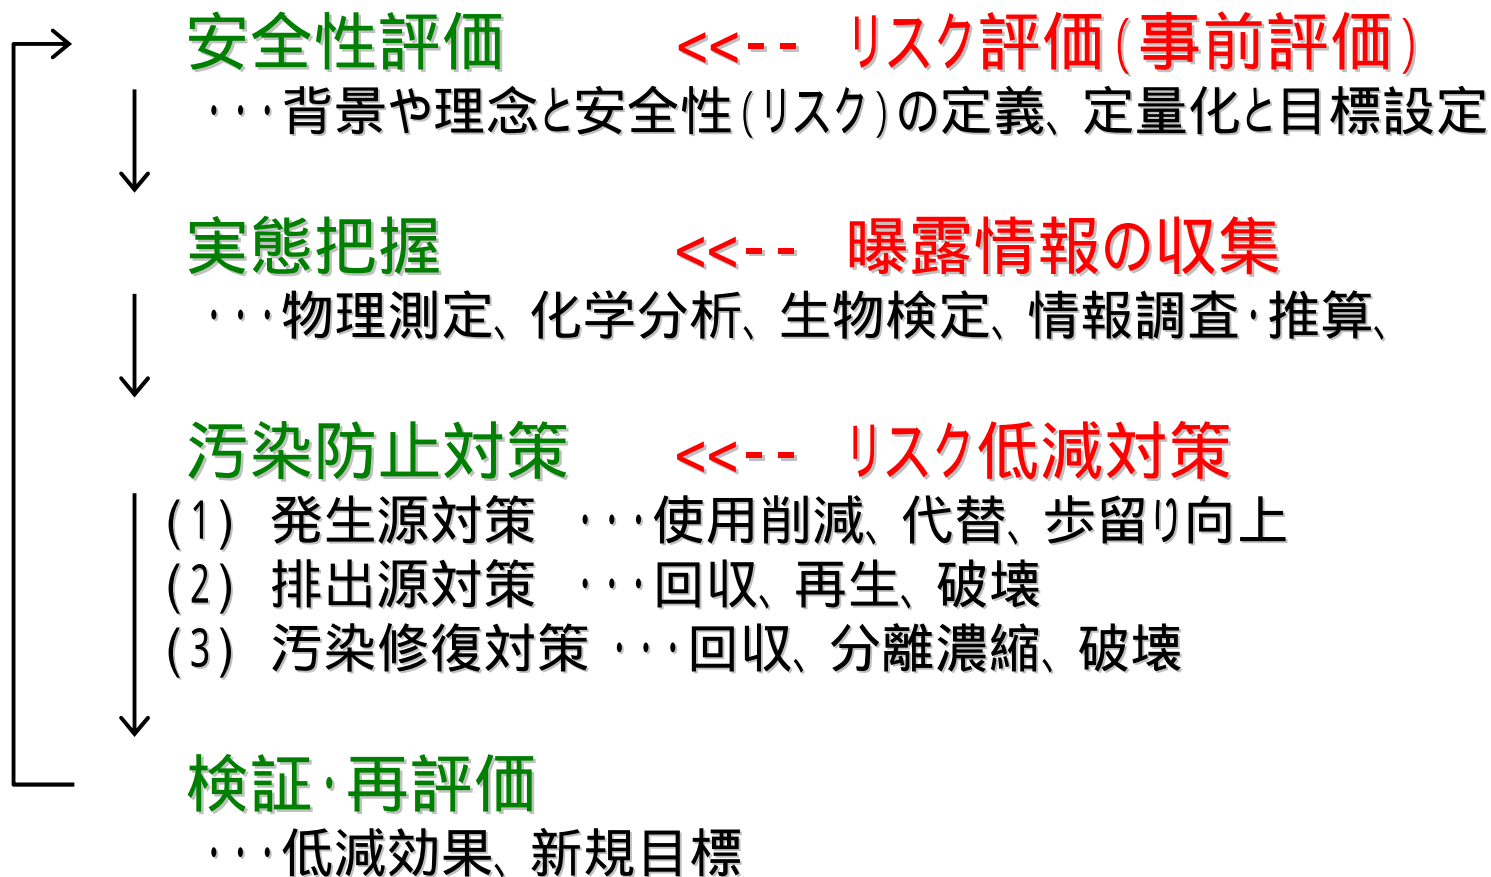 安全性評価 <<-- リスク評価(事前評価)
･･･背景や理念と安全性(リスク)の定義、定量化と目標設定
実態把握 <<-- 曝露情報の収集
･･･物理測定、化学分析、生物検定、情報調査･推算、
汚染防止対策 <<-- リスク低減対策
(1) 発生源対策 ･･･使用削減、代替、歩留り向上
(2) 排出源対策 ･･･回収、再生、破壊
(3) 汚染修復対策 ･･･回収、分離濃縮、破壊
検証･再評価
･･･低減効果、新規目標